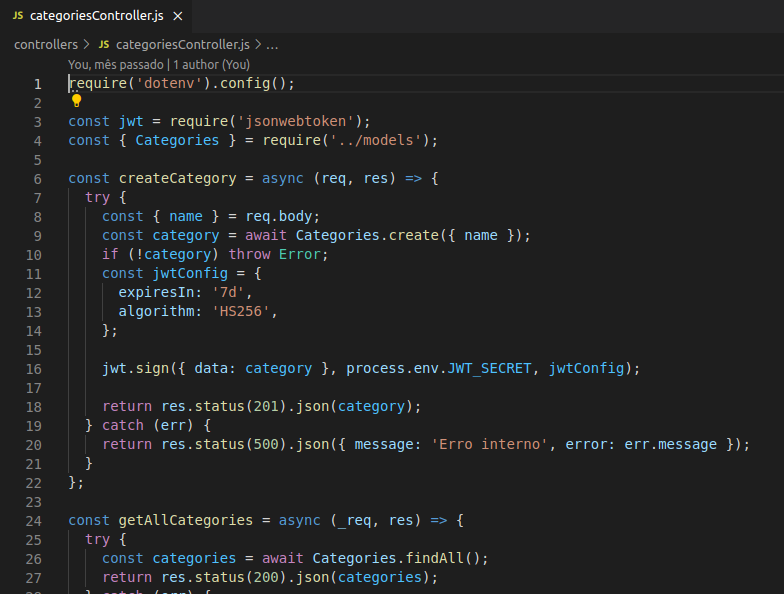 JS categoriesController.js ×
controllers > JS categoriesController.js > ...
You, mês passado | 1 author (You)
1 require('dotenv').config();
2
3 const jwt = require('jsonwebtoken');
4 const { Categories } = require('../models');
5
6 const createCategory = async (req, res) => {
7   try {
8     const { name } = req.body;
9     const category = await Categories.create({ name });
10     if (!category) throw Error;
11     const jwtConfig = {
12       expiresIn: '7d',
13       algorithm: 'HS256',
14     };
15
16     jwt.sign({ data: category }, process.env.JWT_SECRET, jwtConfig);
17
18     return res.status(201).json(category);
19   } catch (err) {
20     return res.status(500).json({ message: 'Erro interno', error: err.message });
21   }
22 };
23
24 const getAllCategories = async (_req, res) => {
25   try {
26     const categories = await Categories.findAll();
27     return res.status(200).json(categories);
28   } catch (err) {